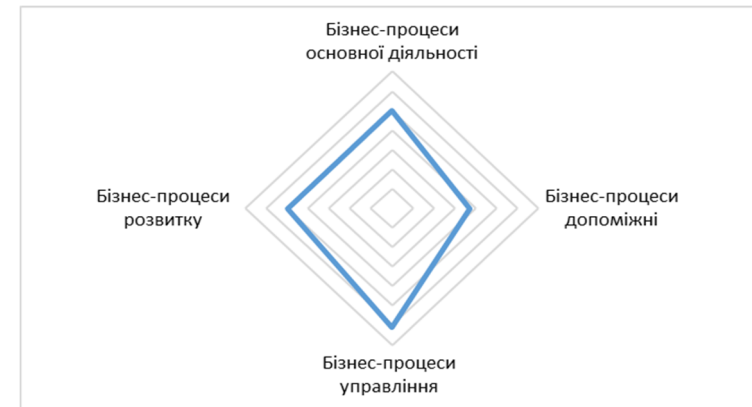 Бізнес-процеси
основної діяльності
Бізнес-процеси
розвитку
Бізнес-процеси
допоміжні
Бізнес-процеси
управління